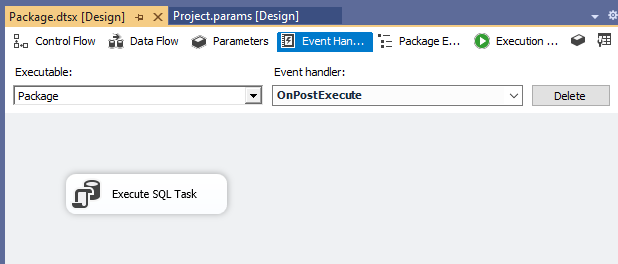 Package.dtsx [Design] Project.params [Design]
Control Flow Data Flow Parameters Event Han... Package E... Execution ...
Executable: Event handler:
Package OnPostExecute Delete
Execute SQL Task